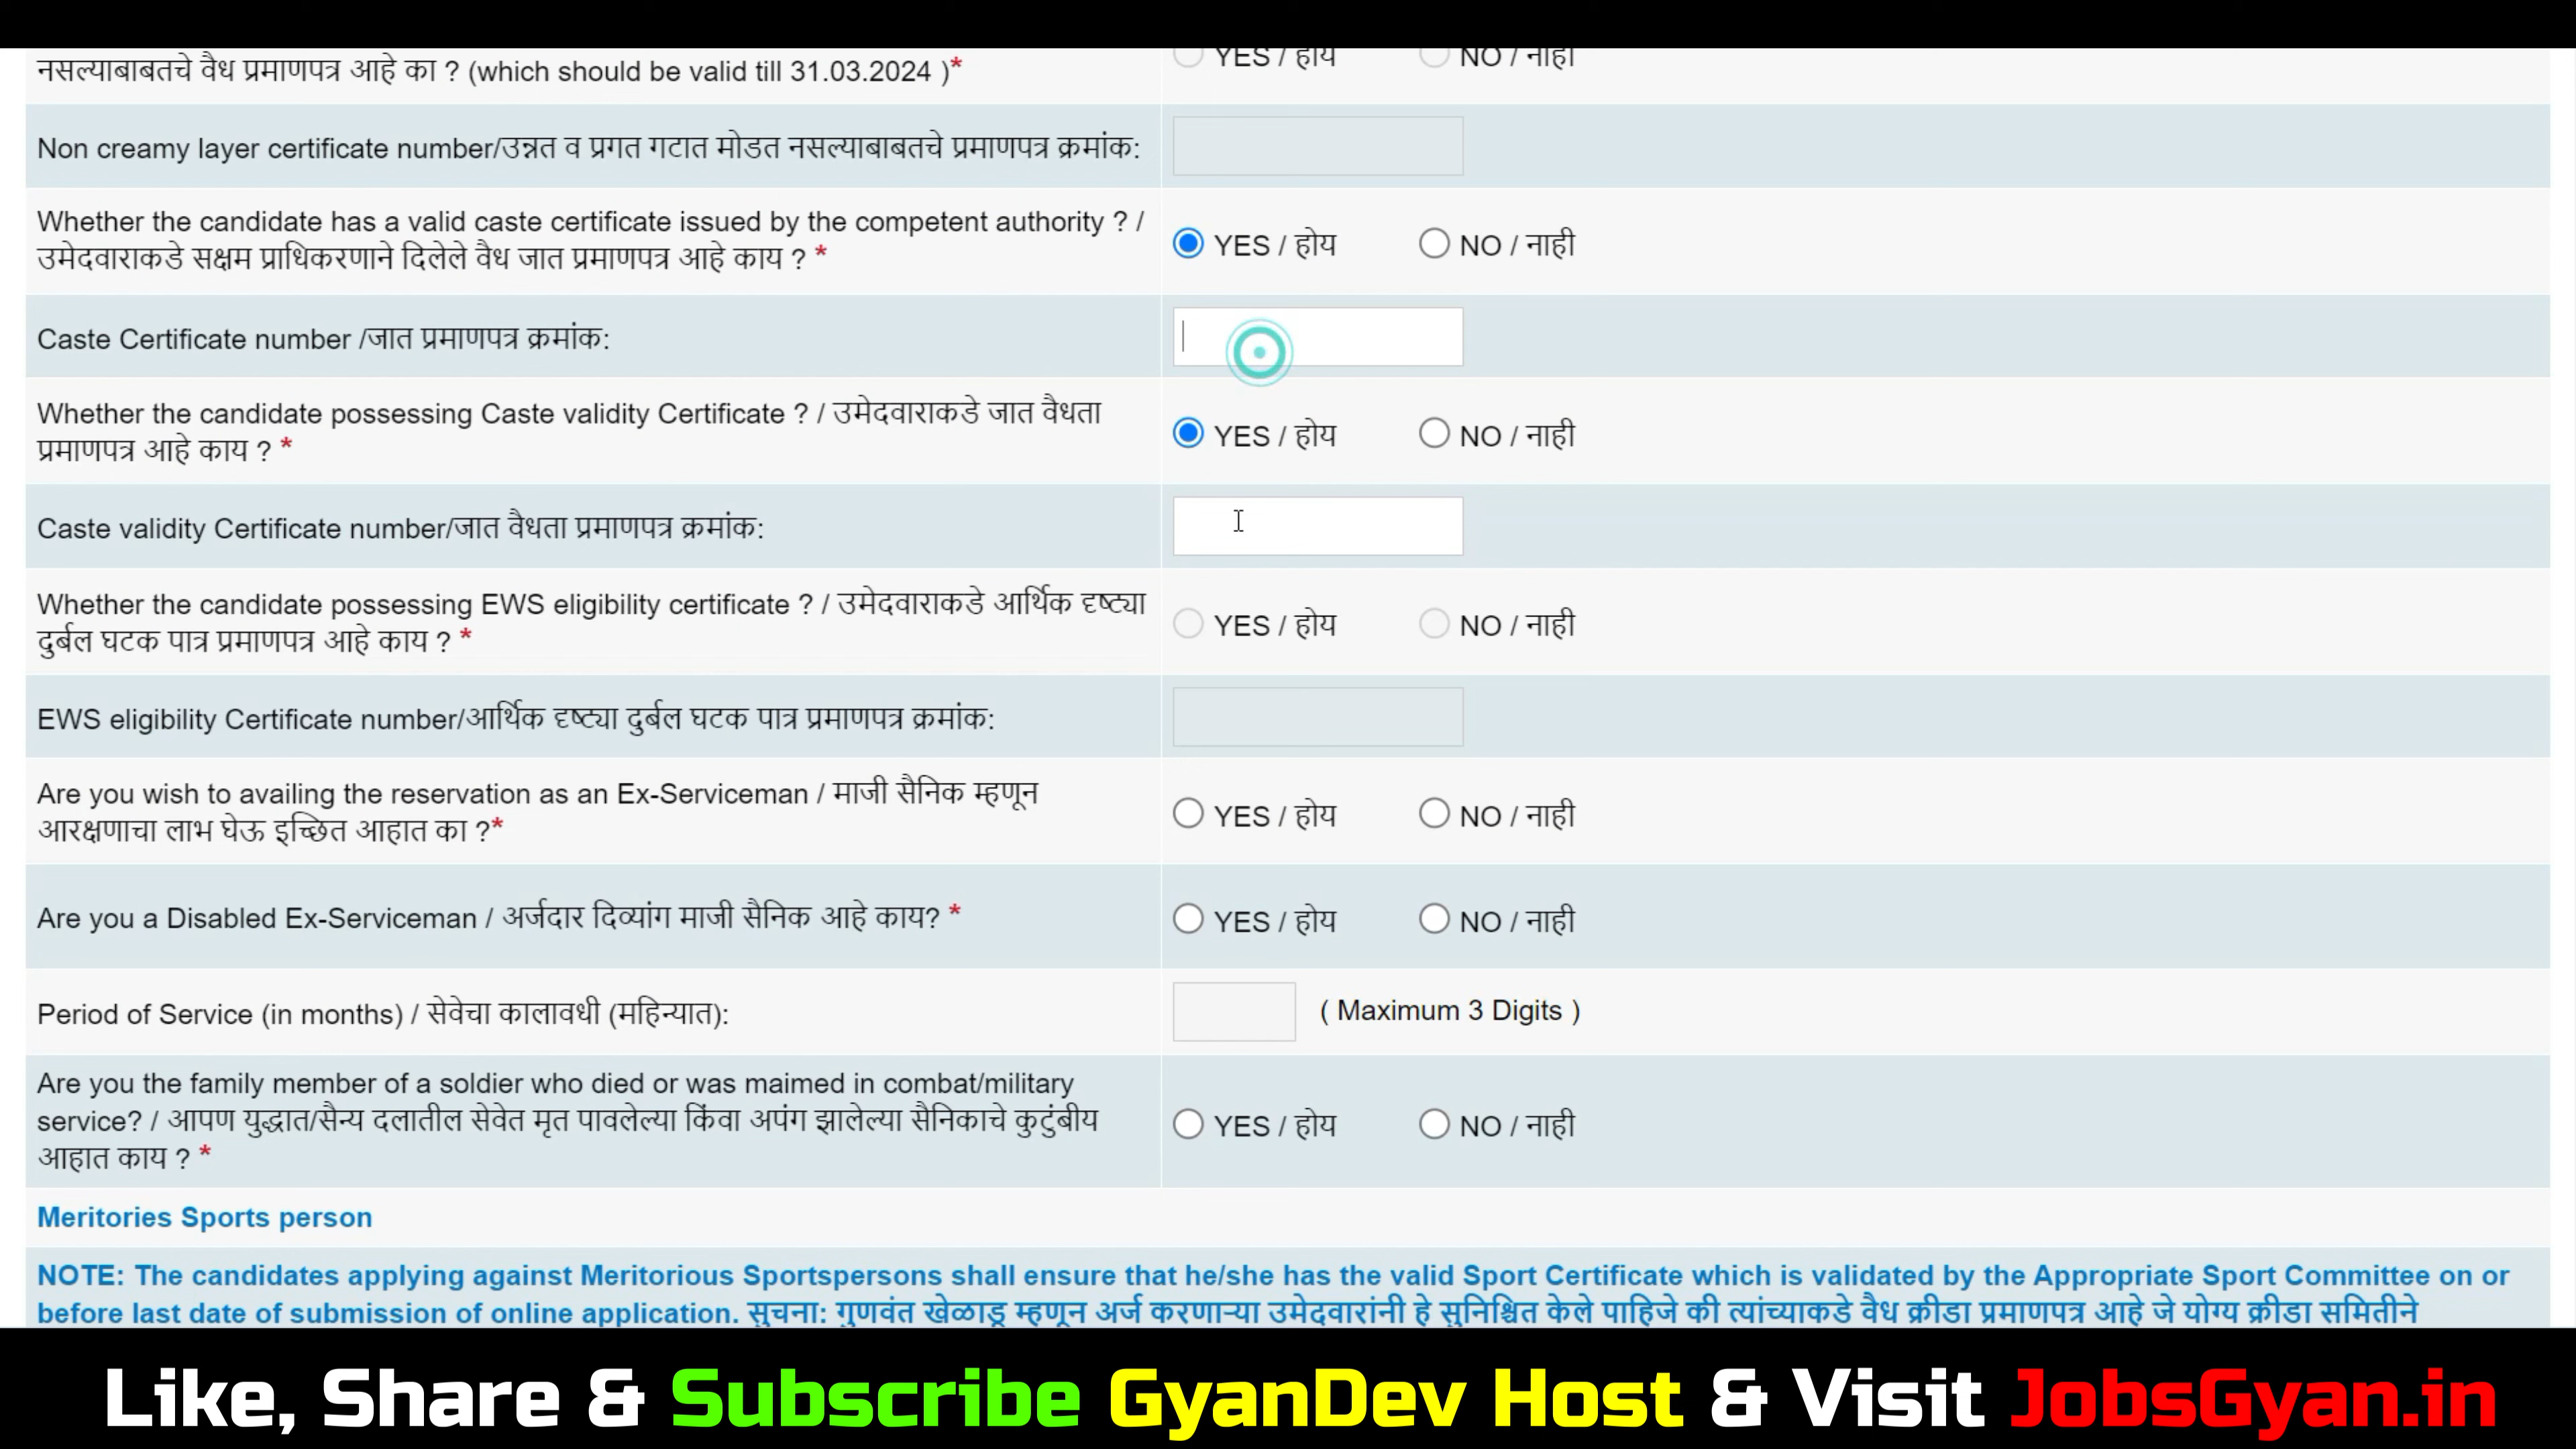 YES / होय NO / नाही
नसल्याबाबतचे वैध प्रमाणपत्र आहे का ? (which should be valid till 31.03.2024 )*
Non creamy layer certificate number/उन्नत व प्रगत गटात मोडत नसल्याबाबतचे प्रमाणपत्र क्रमांक:
Whether the candidate has a valid caste certificate issued by the competent authority ? /
उमेदवाराकडे सक्षम प्राधिकरणाने दिलेले वैध जात प्रमाणपत्र आहे काय ? *
YES / होय NO / नाही
Caste Certificate number /जात प्रमाणपत्र क्रमांक:
Whether the candidate possessing Caste validity Certificate ? / उमेदवाराकडे जात वैधता
प्रमाणपत्र आहे काय ? *
YES / होय NO / नाही
Caste validity Certificate number/जात वैधता प्रमाणपत्र क्रमांक:
Whether the candidate possessing EWS eligibility certificate ? / उमेदवाराकडे आर्थिक दृष्ट्या
दुर्बल घटक पात्र प्रमाणपत्र आहे काय ? *
YES / होय NO / नाही
EWS eligibility Certificate number/आर्थिक दृष्ट्या दुर्बल घटक पात्र प्रमाणपत्र क्रमांक:
Are you wish to availing the reservation as an Ex-Serviceman / माजी सैनिक म्हणून
आरक्षणाचा लाभ घेऊ इच्छित आहात का ?*
YES / होय NO / नाही
Are you a Disabled Ex-Serviceman / अर्जदार दिव्यांग माजी सैनिक आहे काय? *
YES / होय NO / नाही
Period of Service (in months) / सेवेचा कालावधी (महिन्यात):
( Maximum 3 Digits )
Are you the family member of a soldier who died or was maimed in combat/military
service? / आपण युद्धात/सैन्य दलातील सेवेत मृत पावलेल्या किंवा अपंग झालेल्या सैनिकाचे कुटुंबीय
आहात काय ? *
YES / होय NO / नाही
Meritories Sports person
NOTE: The candidates applying against Meritorious Sportspersons shall ensure that he/she has the valid Sport Certificate which is validated by the Appropriate Sport Committee on or
before last date of submission of online application. सुचना: गुणवंत खेळाडू म्हणून अर्ज करणाऱ्या उमेदवारांनी हे सुनिश्चित केले पाहिजे की त्यांच्याकडे वैध क्रीडा प्रमाणपत्र आहे जे योग्य क्रीडा समितीने
Like, Share & Subscribe GyanDev Host & Visit JobsGyan.in